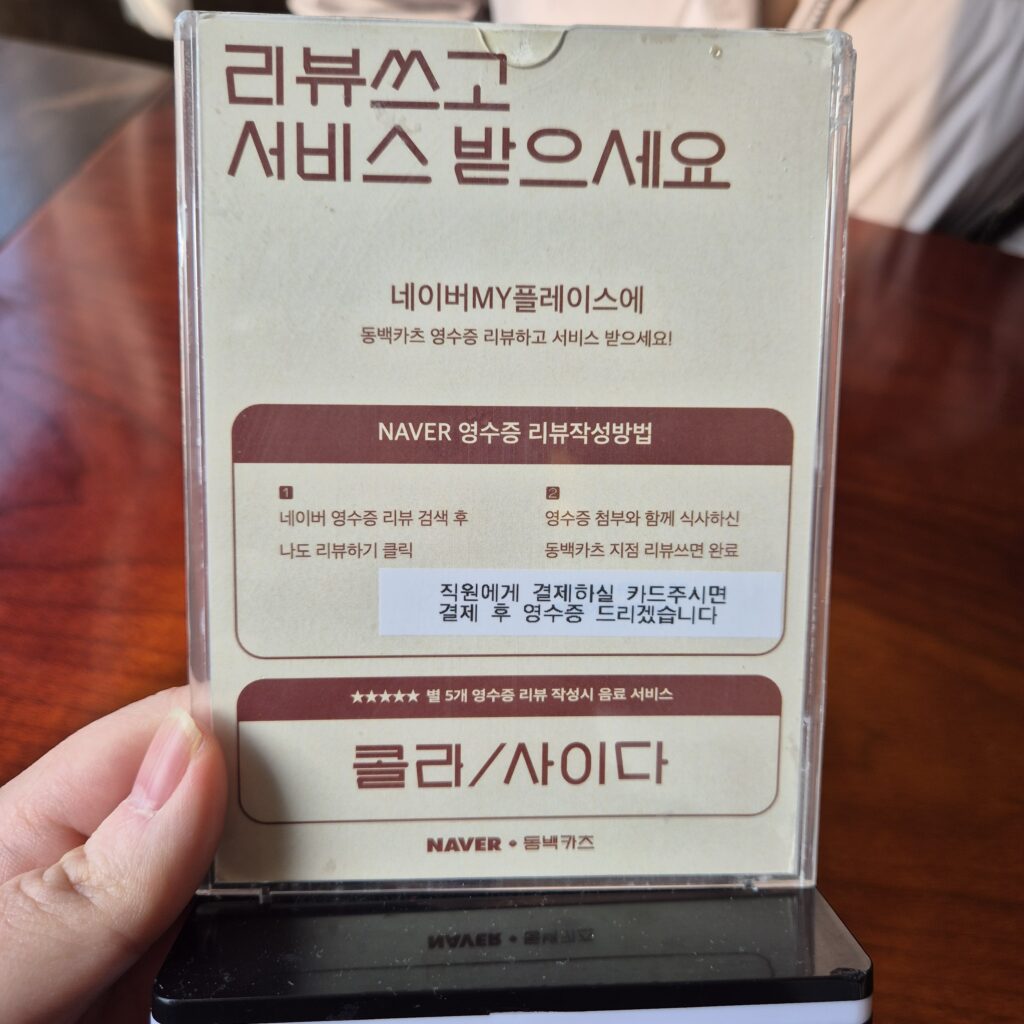 리뷰쓰고
서비스 받으세요
네이버MY플레이스에
동백카츠 영수증 리뷰하고 서비스 받으세요!
NAVER 영수증 리뷰작성방법
1
네이버 영수증 리뷰 검색 후
나도 리뷰하기 클릭
2
영수증 첨부와 함께 식사하신
동백카츠 지점 리뷰쓰면 완료
직원에게 결제하실 카드주시면
결제 후 영수증 드리겠습니다
★★★★★ 별 5개 영수증 리뷰 작성시 음료 서비스
콜라/사이다
NAVER • 동백카츠